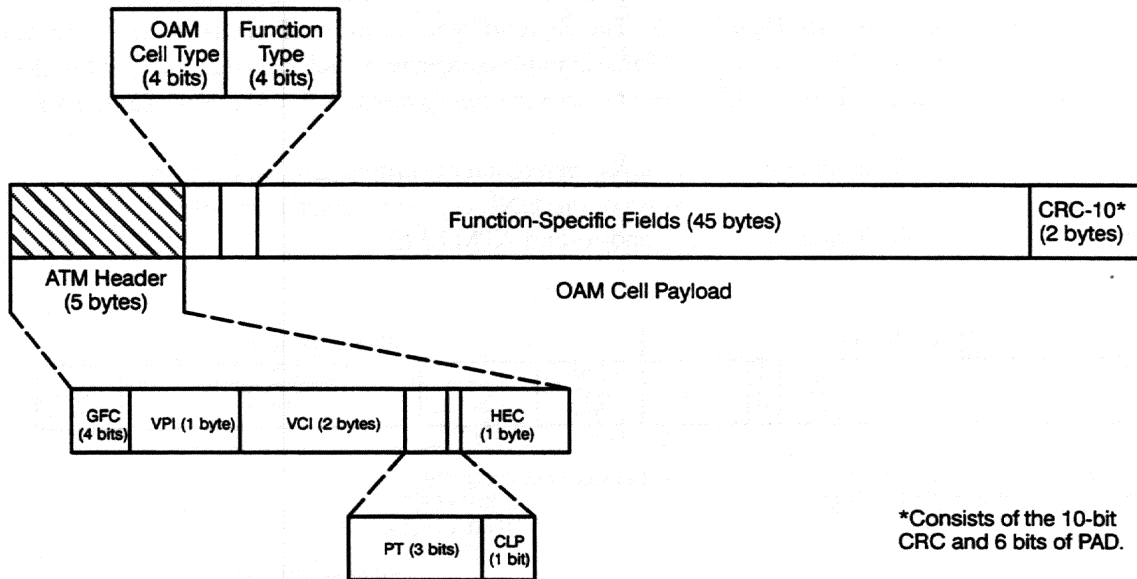 OAM
Cell Type
(4 bits)
Function
Type
(4 bits)
Function-Specific Fields (45 bytes)
CRC-10*
(2 bytes)
ATM Header
(5 bytes)
OAM Cell Payload
GFC
(4 bits)
VPI (1 byte)
VCI (2 bytes)
HEC
(1 byte)
PT (3 bits)
CLP
(1 bit)
*Consists of the 10-bit
CRC and 6 bits of PAD.